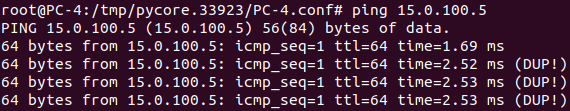 root@PC-4:/tmp/pycore.33923/PC-4.conf# ping 15.0.100.5
PING 15.0.100.5 (15.0.100.5) 56(84) bytes of data.
64 bytes from 15.0.100.5: icmp_seq=1 ttl=64 time=1.69 ms
64 bytes from 15.0.100.5: icmp_seq=1 ttl=64 time=2.52 ms (DUP!)
64 bytes from 15.0.100.5: icmp_seq=1 ttl=64 time=2.53 ms (DUP!)
64 bytes from 15.0.100.5: icmp_seq=1 ttl=64 time=2.53 ms (DUP!)